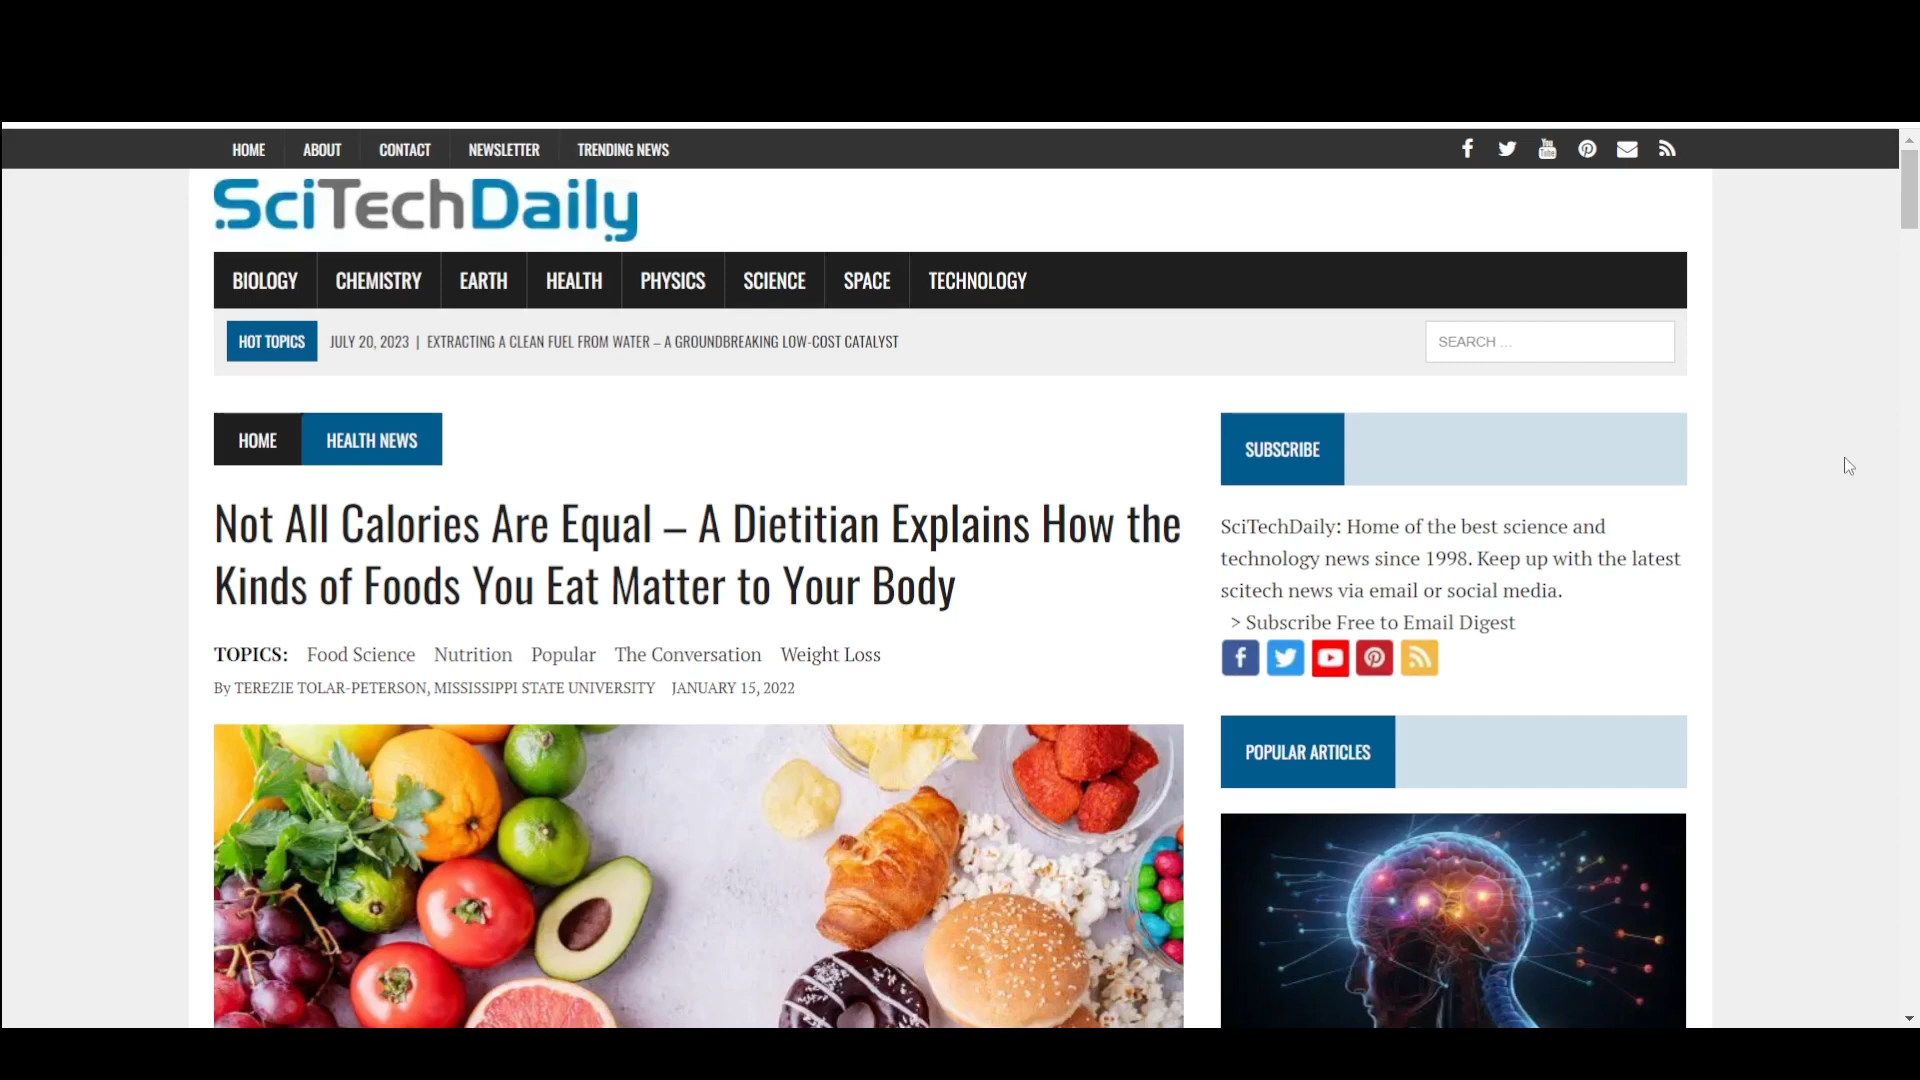 HOME ABOUT CONTACT NEWSLETTER TRENDING NEWS
SciTechDaily
BIOLOGY CHEMISTRY EARTH HEALTH PHYSICS SCIENCE SPACE TECHNOLOGY
HOT TOPICS JULY 20, 2023 | EXTRACTING A CLEAN FUEL FROM WATER – A GROUNDBREAKING LOW-COST CATALYST
SEARCH ...
HOME HEALTH NEWS
Not All Calories Are Equal – A Dietitian Explains How the
Kinds of Foods You Eat Matter to Your Body
TOPICS: Food Science Nutrition Popular The Conversation Weight Loss
By TEREZIE TOLAR-PETERSON, MISSISSIPPI STATE UNIVERSITY JANUARY 15, 2022
SUBSCRIBE
SciTechDaily: Home of the best science and
technology news since 1998. Keep up with the latest
scitech news via email or social media.
> Subscribe Free to Email Digest
POPULAR ARTICLES